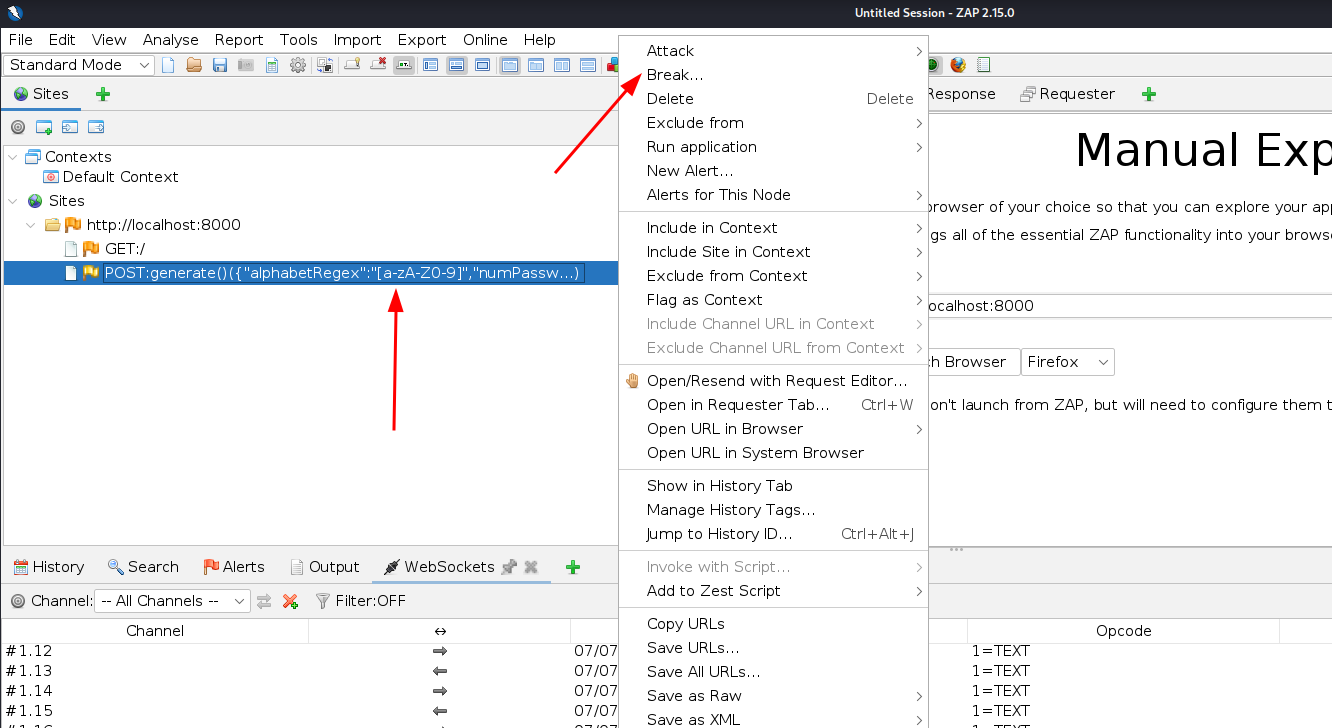 Untitled Session - ZAP 2.15.0
File Edit View Analyse Report Tools Import Export Online Help
Standard Mode
Sites
Contexts
Default Context
Sites
http://localhost:8000
GET:/
POST:generate()({"alphabetRegex":"[a-zA-Z0-9]","numPassw...)
Attack
Break...
Delete Delete
Exclude from
Run application
New Alert...
Alerts for This Node
Include in Context
Include Site in Context
Exclude from Context
Flag as Context
Include Channel URL in Context
Exclude Channel URL from Context
Open/Resend with Request Editor...
Open in Requester Tab... Ctrl+W
Open URL in Browser
Open URL in System Browser
Show in History Tab
Manage History Tags...
Jump to History ID... Ctrl+Alt+J
Invoke with Script...
Add to Zest Script
Copy URLs
Save URLs...
Save All URLs...
Save as Raw
Save as XML
Response Requester
Manual Exp
browser of your choice so that you can explore your app
gs all of the essential ZAP functionality into your browse
ocalhost:8000
h Browser Firefox
on't launch from ZAP, but will need to configure them t
History Search Alerts Output WebSockets
Channel: -- All Channels -- Filter:OFF
Channel ↔ Opcode
#1.12 → 07/07 1=TEXT
#1.13 ← 07/07 1=TEXT
#1.14 → 07/07 1=TEXT
#1.15 ← 07/07 1=TEXT